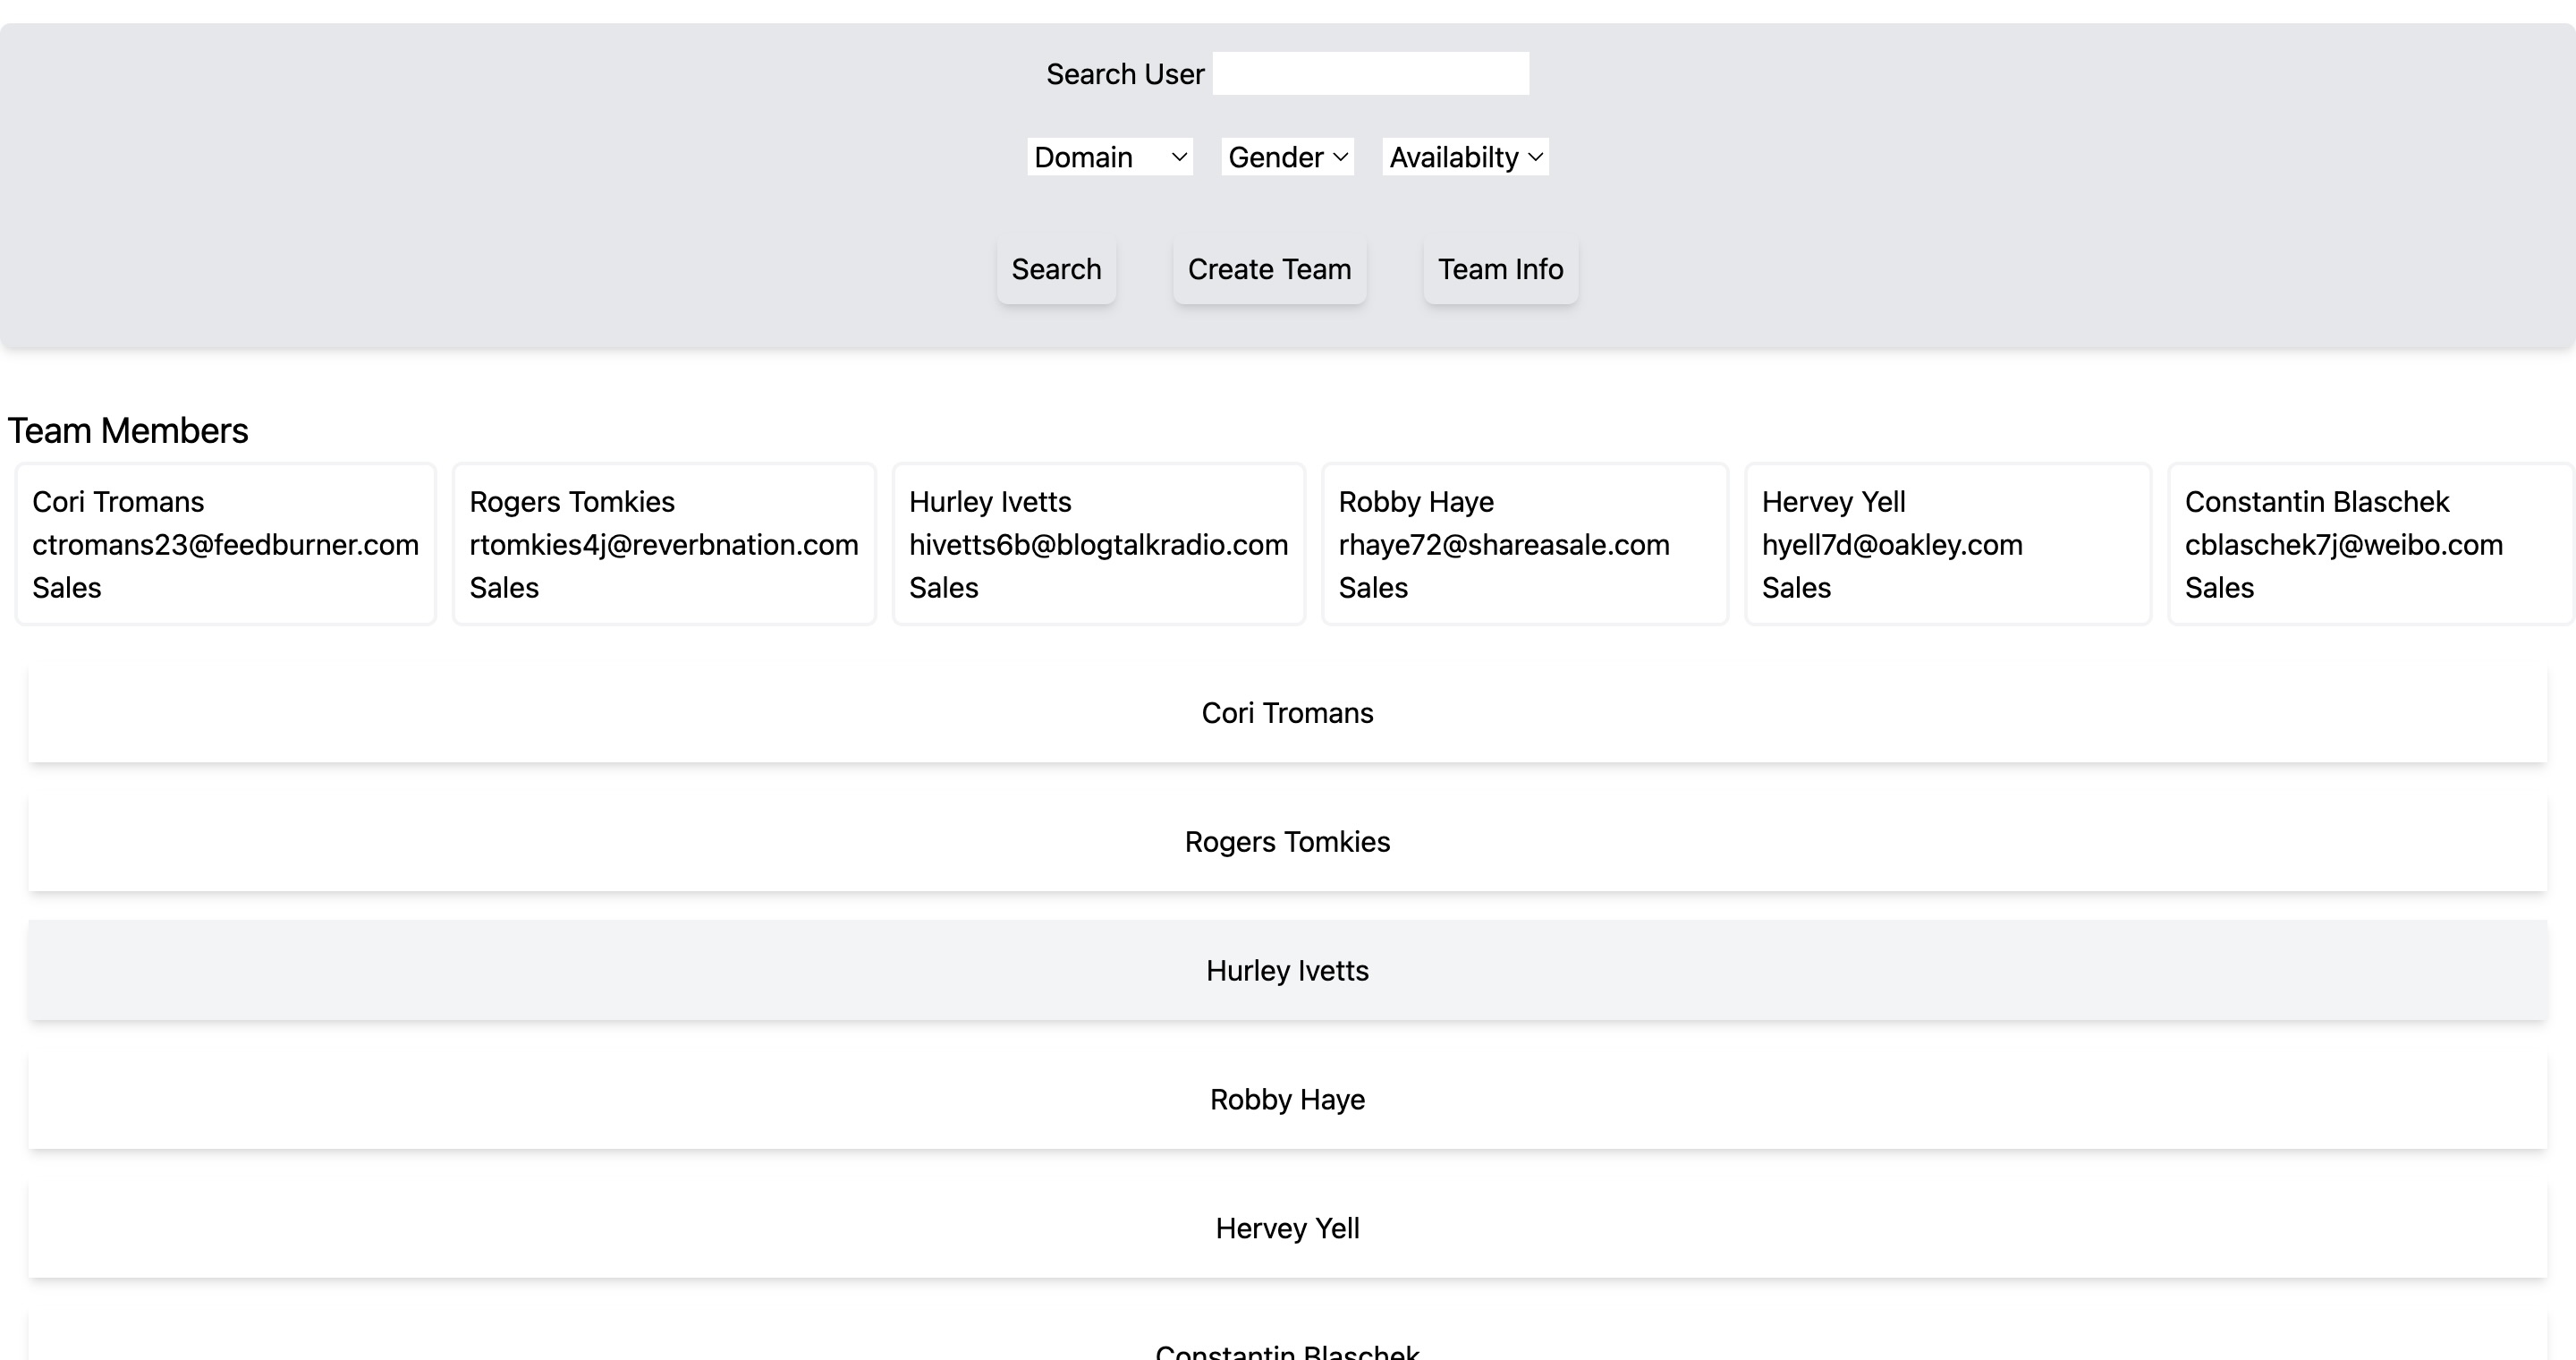 Search User
Domain Gender Availabilty
Search Create Team Team Info
Team Members
Cori Tromans
ctromans23@feedburner.com
Sales
Rogers Tomkies
rtomkies4j@reverbnation.com
Sales
Hurley Ivetts
hivetts6b@blogtalkradio.com
Sales
Robby Haye
rhaye72@shareasale.com
Sales
Hervey Yell
hyell7d@oakley.com
Sales
Constantin Blaschek
cblaschek7j@weibo.com
Sales
Cori Tromans
Rogers Tomkies
Hurley Ivetts
Robby Haye
Hervey Yell
Constantin Blaschek